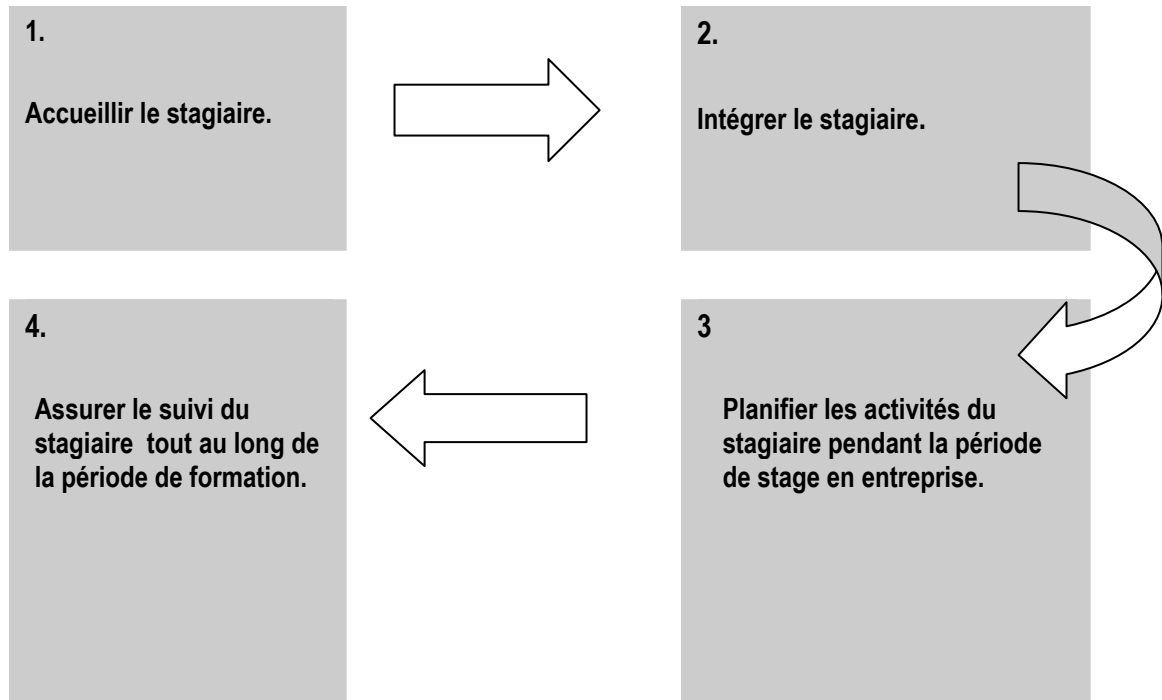 1.
Accueillir le stagiaire.
2.
Intégrer le stagiaire.
3
Planifier les activités du
stagiaire pendant la période
de stage en entreprise.
4.
Assurer le suivi du
stagiaire  tout au long de
la période de formation.